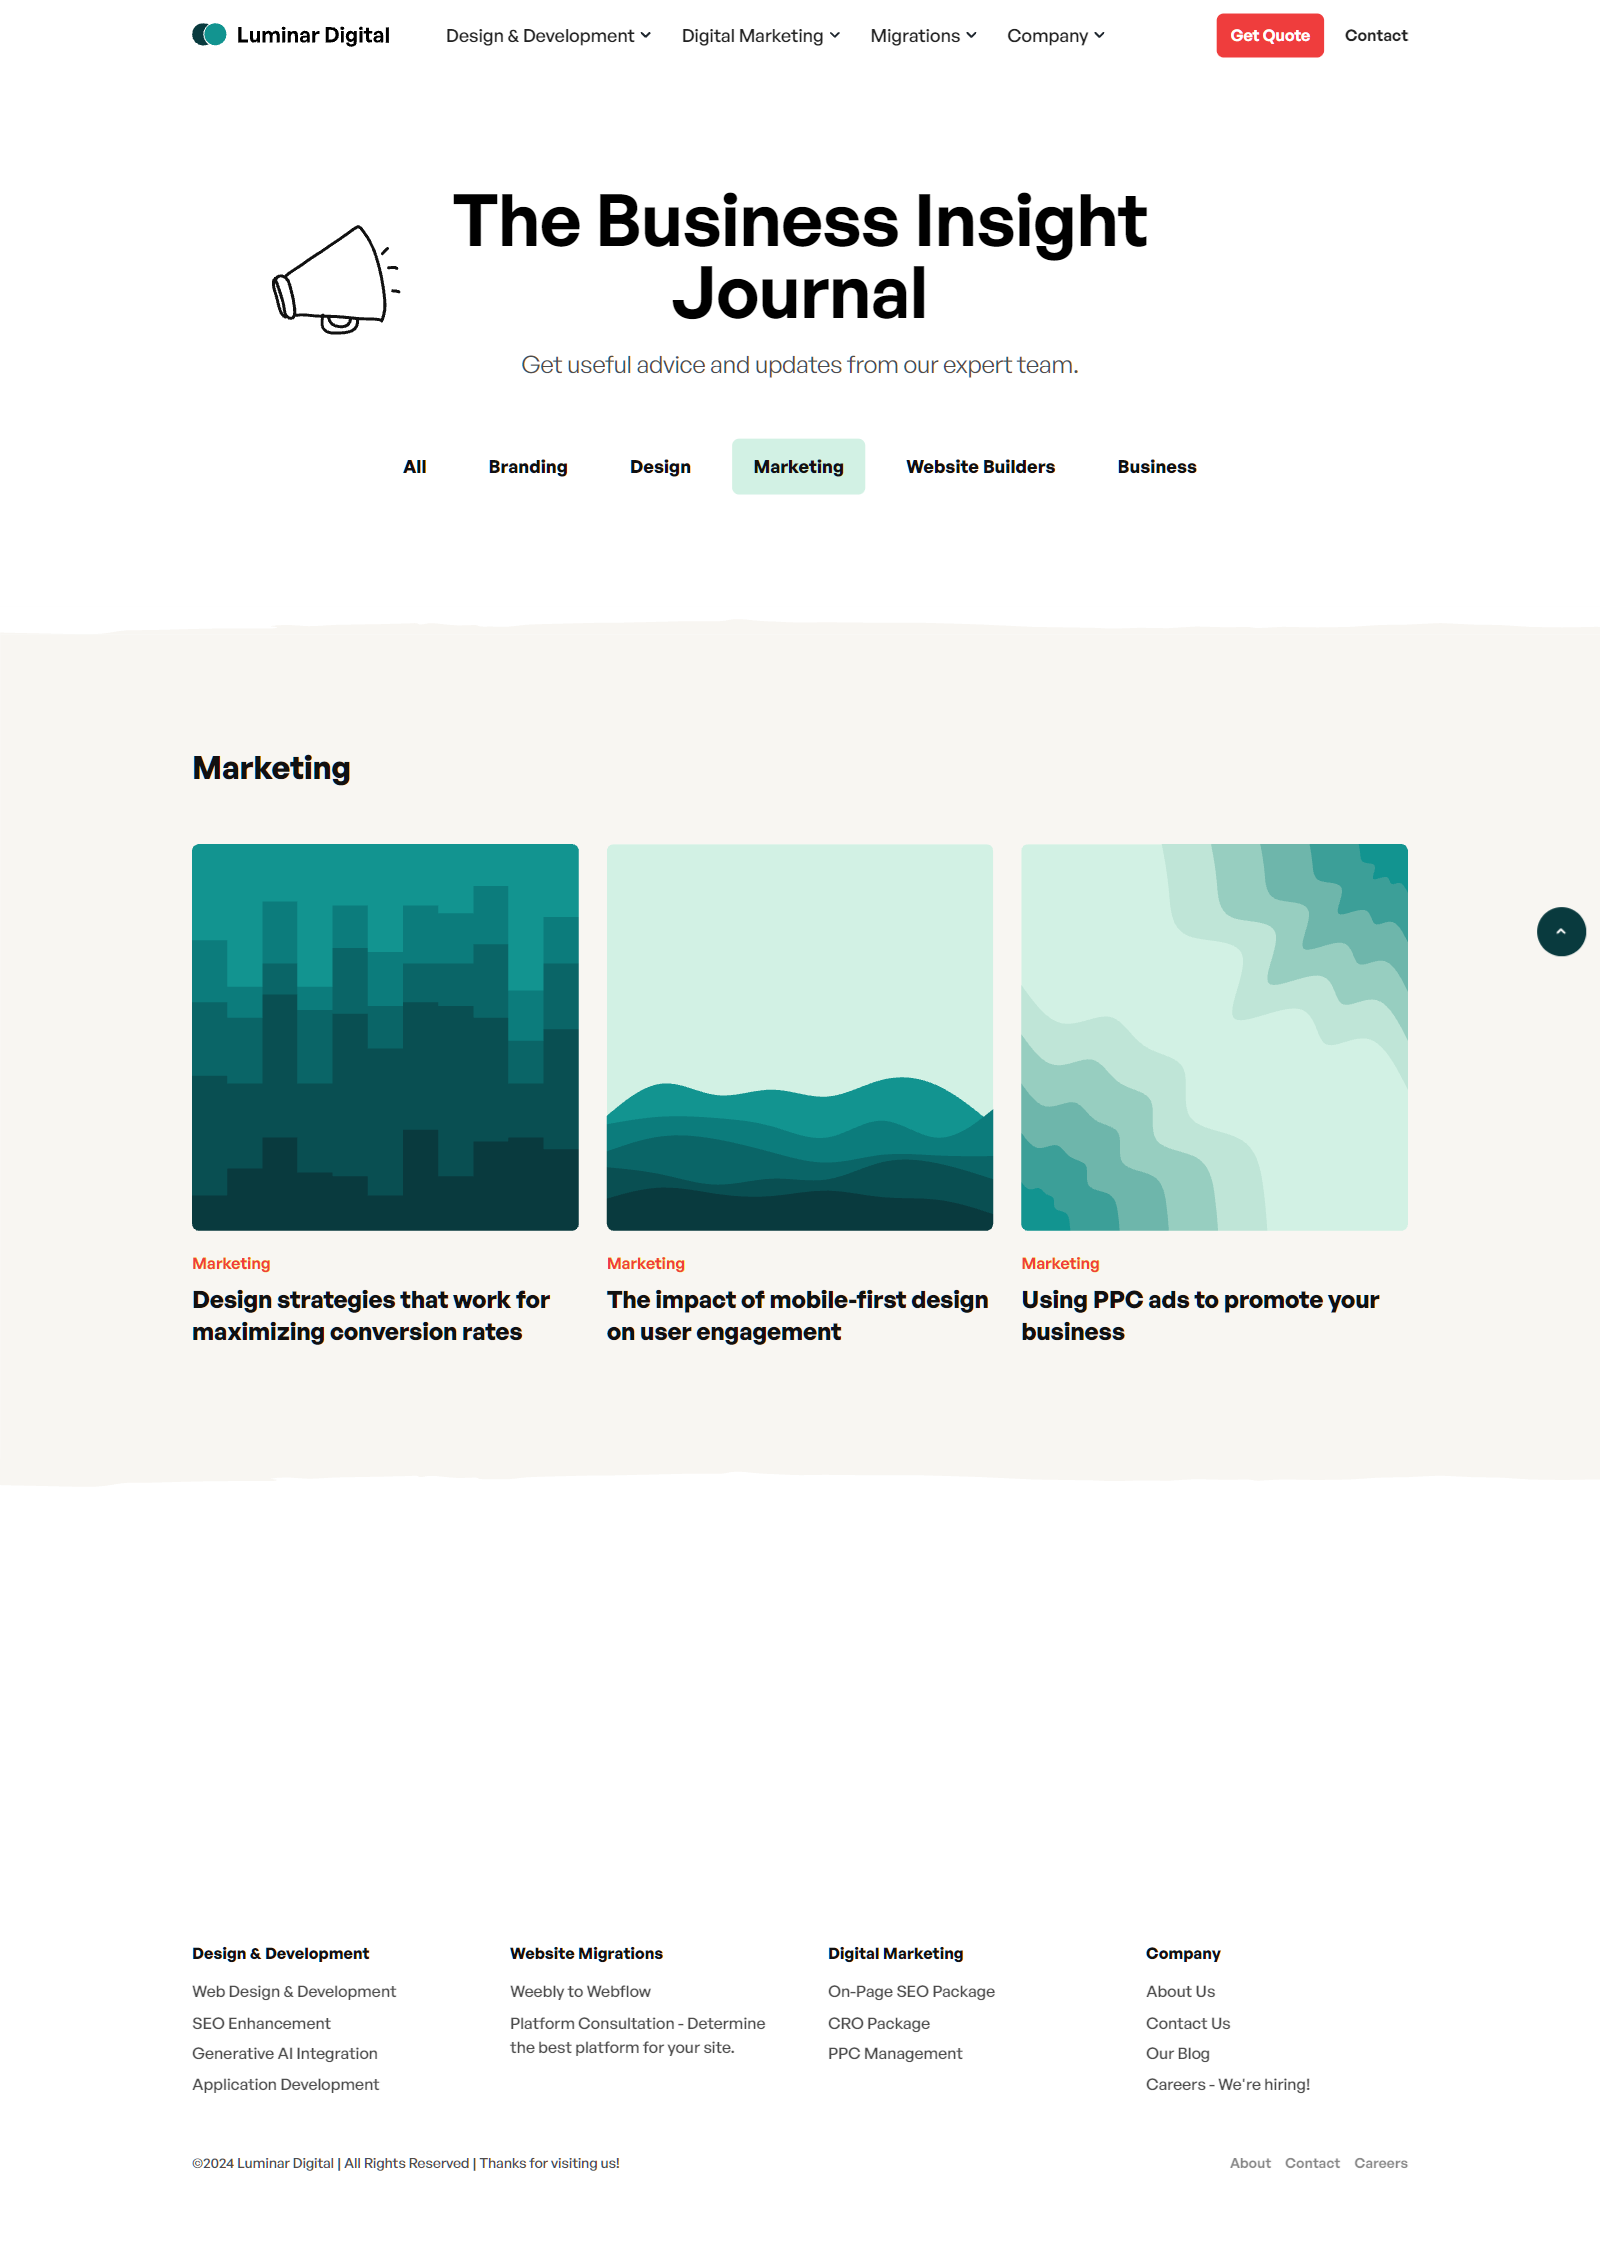 Luminar Digital
Design & Development
Digital Marketing
Migrations
Company
Get Quote
Contact
The Business Insight
Journal
Get useful advice and updates from our expert team.
All
Branding
Design
Marketing
Website Builders
Business
Marketing
Marketing
Design strategies that work for
maximizing conversion rates
Marketing
The impact of mobile-first design
on user engagement
Marketing
Using PPC ads to promote your
business
Design & Development
Web Design & Development
SEO Enhancement
Generative AI Integration
Application Development
Website Migrations
Weebly to Webflow
Platform Consultation - Determine
the best platform for your site.
Digital Marketing
On-Page SEO Package
CRO Package
PPC Management
Company
About Us
Contact Us
Our Blog
Careers - We're hiring!
©2024 Luminar Digital | All Rights Reserved | Thanks for visiting us!
About
Contact
Careers